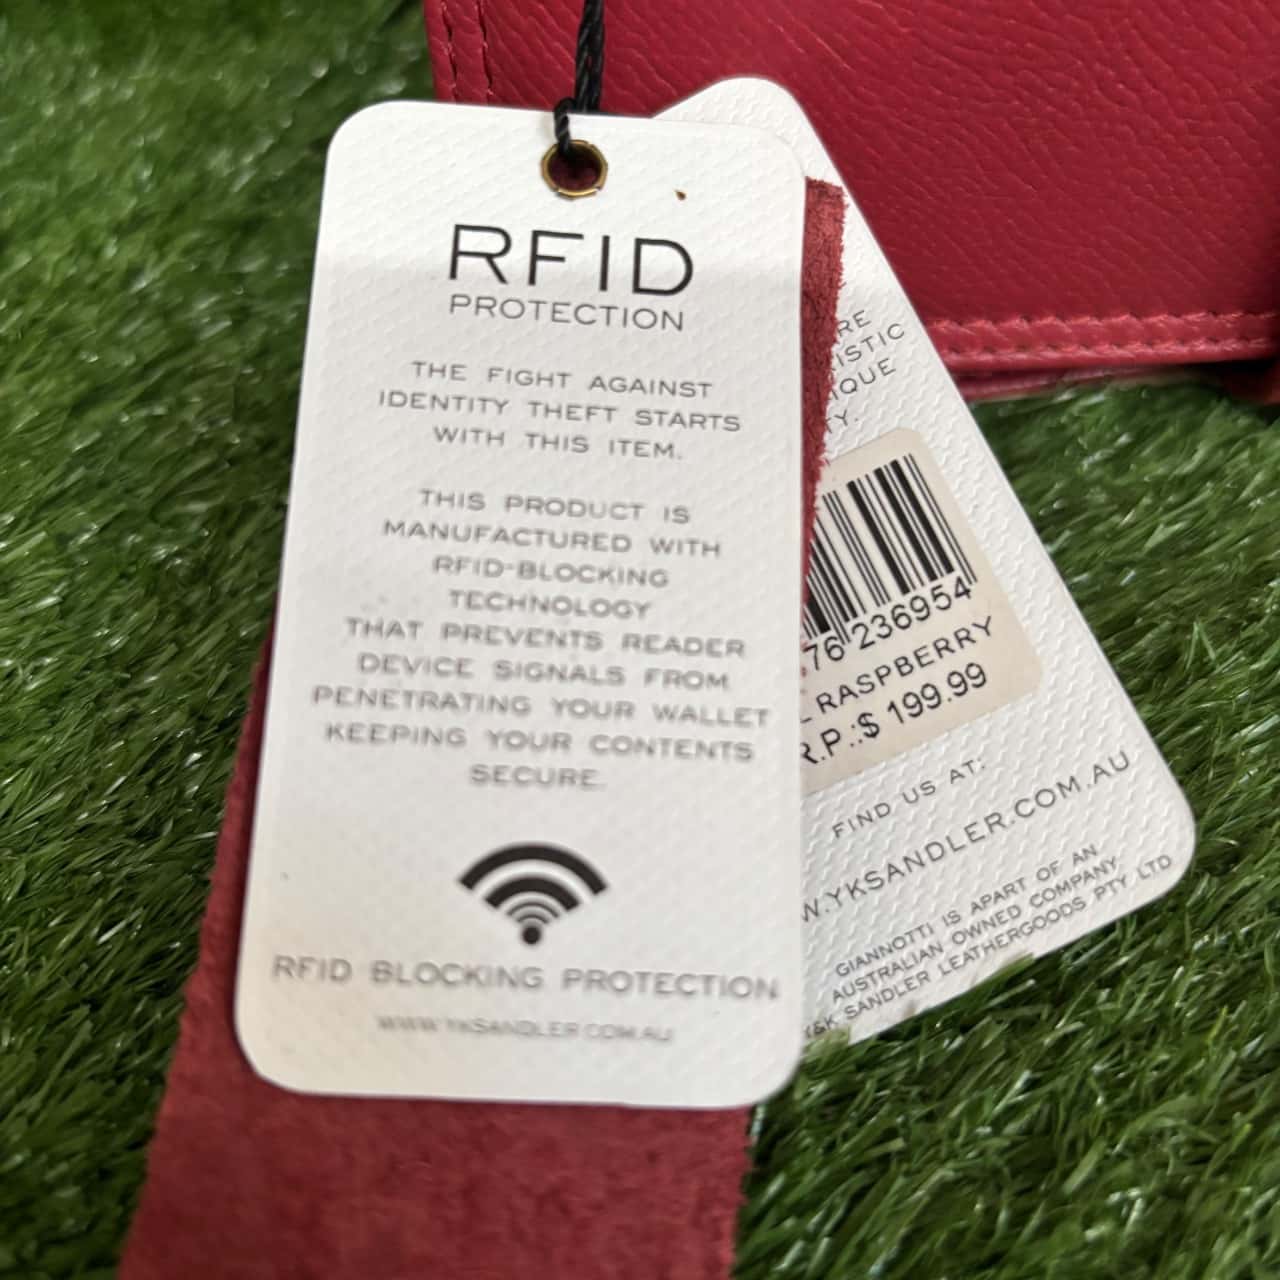 RFID
PROTECTION
THE FIGHT AGAINST
IDENTITY THEFT STARTS
WITH THIS ITEM.
THIS PRODUCT IS
MANUFACTURED WITH
RFID-BLOCKING
TECHNOLOGY
THAT PREVENTS READER
DEVICE SIGNALS FROM
PENETRATING YOUR WALLET
KEEPING YOUR CONTENTS
SECURE.
RFID BLOCKING PROTECTION
WWW.YKSANDLER.COM.AU
76 236954
RASPBERRY
R.P.:$ 199.99
FIND US AT:
W.YKSANDLER.COM.AU
GIANNOTTI IS APART OF AN
AUSTRALIAN OWNED COMPANY
Y&K SANDLER LEATHERGOODS PTY LTD